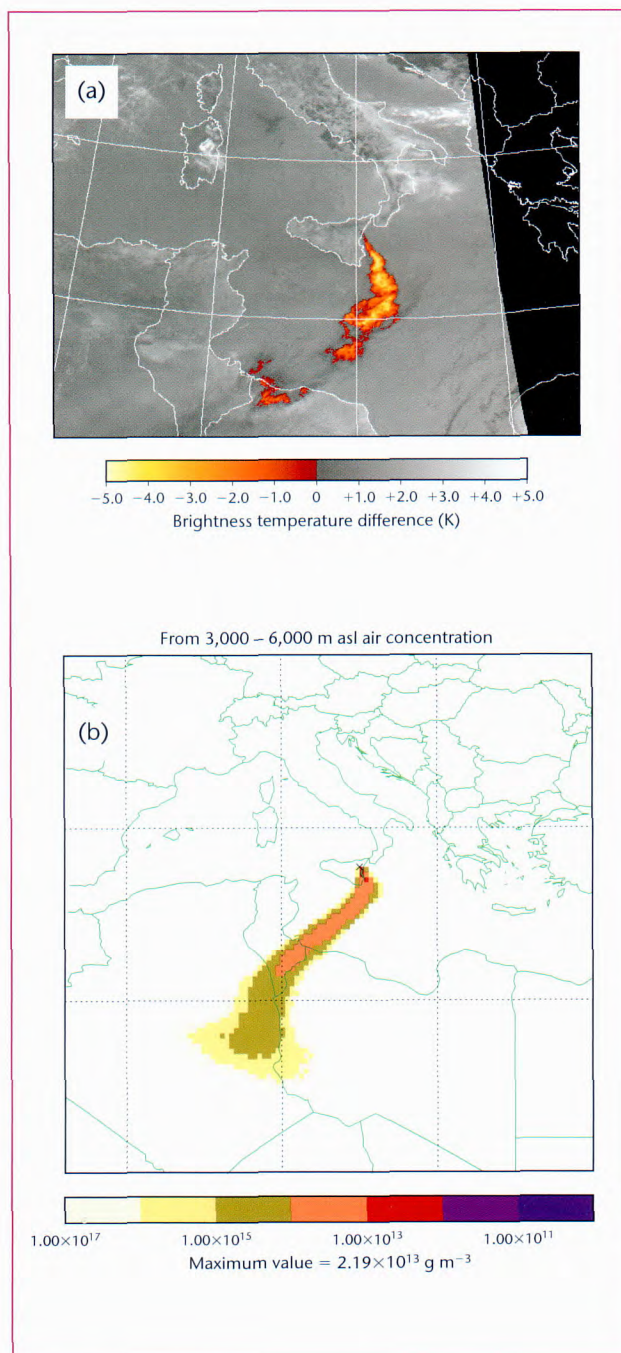 (a)
−5.0 −4.0 −3.0 −2.0 −1.0 0 +1.0 +2.0 +3.0 +4.0 +5.0
Brightness temperature difference (K)
From 3,000 – 6,000 m asl air concentration
(b)
1.00×10¹⁷ 1.00×10¹⁵ 1.00×10¹³ 1.00×10¹¹
Maximum value = 2.19×10¹³ g m⁻³